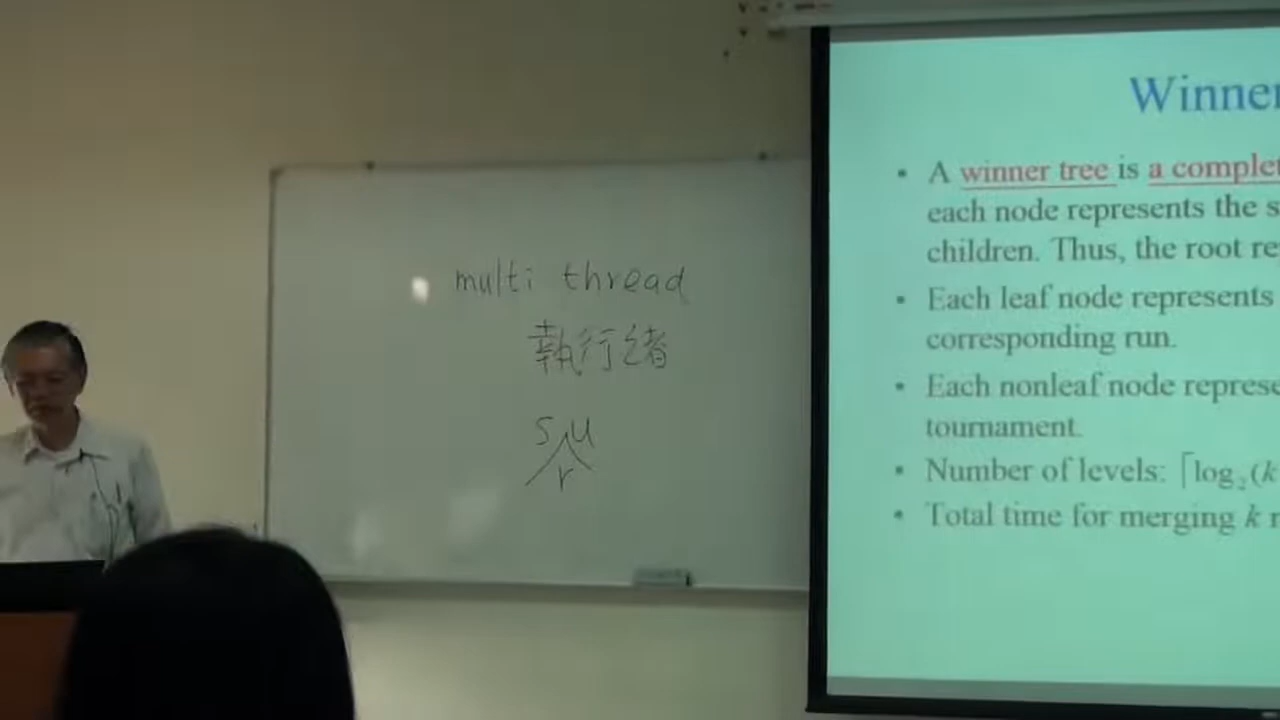 multi thread
執行绪
s u
r
Winner
• A winner tree is a complet
each node represents the s
children. Thus, the root re
• Each leaf node represents
corresponding run.
• Each nonleaf node represe
tournament.
• Number of levels: ⌈log₂(k
• Total time for merging k r